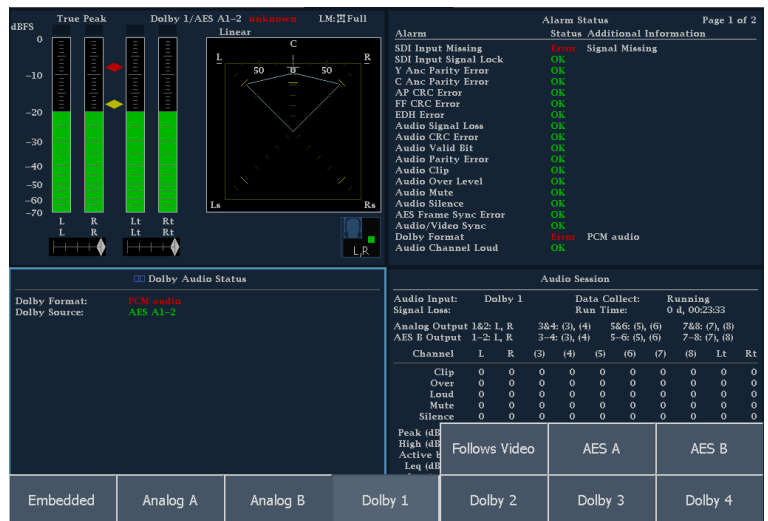 dBFS True Peak Dolby 1/AES A1–2 unknown LM: Full
Linear
0
–10
–20
–30
–40
–50
–60
–70
L R Lt Rt
L R Lt Rt
C
L R
50 0 50
Ls Rs
L,R
Alarm Status Page 1 of 2
Alarm Status Additional Information
SDI Input Missing Error Signal Missing
SDI Input Signal Lock OK
Y Anc Parity Error OK
C Anc Parity Error OK
AP CRC Error OK
FF CRC Error OK
EDH Error OK
Audio Signal Loss OK
Audio CRC Error OK
Audio Valid Bit OK
Audio Parity Error OK
Audio Clip OK
Audio Over Level OK
Audio Mute OK
Audio Silence OK
AES Frame Sync Error OK
Audio/Video Sync OK
Dolby Format Error PCM audio
Audio Channel Loud OK
Dolby Audio Status
Dolby Format: PCM audio
Dolby Source: AES A1–2
Audio Session
Audio Input: Dolby 1 Data Collect: Running
Signal Loss: Run Time: 0 d, 00:23:33
Analog Output 1&2: L, R 3&4: (3), (4) 5&6: (5), (6) 7&8: (7), (8)
AES B Output 1–2: L, R 3–4: (3), (4) 5–6: (5), (6) 7–8: (7), (8)
Channel L R (3) (4) (5) (6) (7) (8) Lt Rt
Clip 0 0 0 0 0 0 0 0 0 0
Over 0 0 0 0 0 0 0 0 0 0
Loud 0 0 0 0 0 0 0 0 0 0
Mute 0 0 0 0 0 0 0 0 0 0
Silence 0 0 0 0 0 0 0 0 0 0
Peak (dB
High (dB
Active b
Leq (dB
Follows Video AES A AES B
Embedded Analog A Analog B Dolby 1 Dolby 2 Dolby 3 Dolby 4